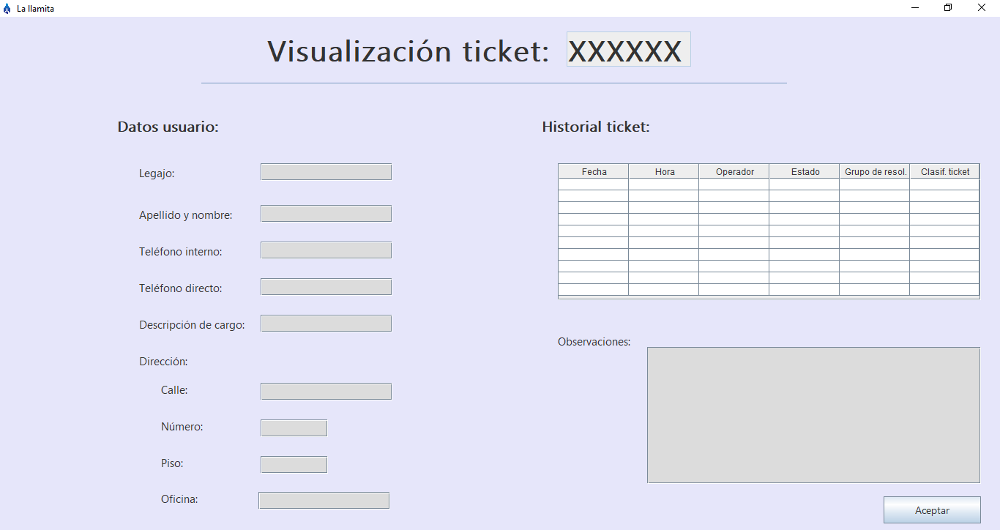 La llamita
Visualización ticket: XXXXXX
Datos usuario:
Legajo:
Apellido y nombre:
Teléfono interno:
Teléfono directo:
Descripción de cargo:
Dirección:
Calle:
Número:
Piso:
Oficina:
Historial ticket:
Fecha Hora Operador Estado Grupo de resol. Clasif. ticket
Observaciones:
Aceptar